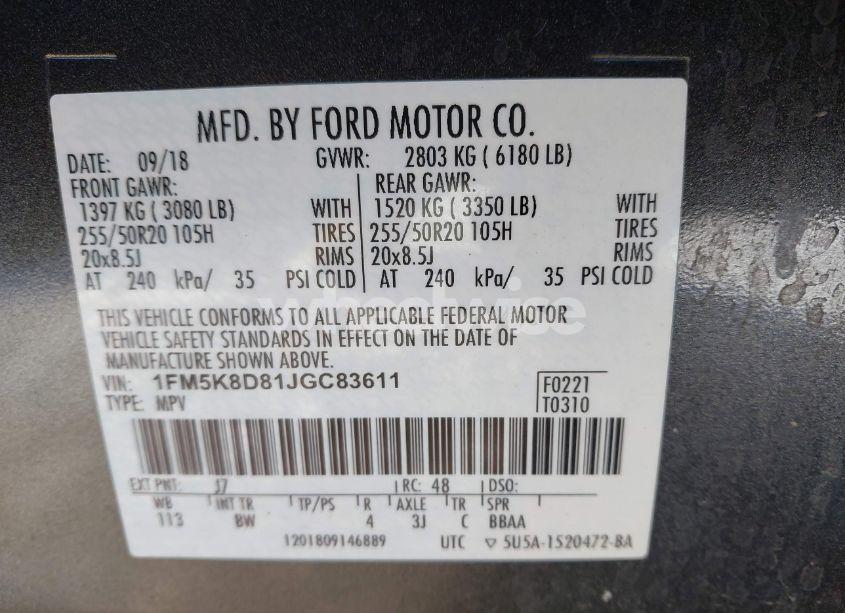 MFD. BY FORD MOTOR CO.
DATE: 09/18 GVWR: 2803 KG ( 6180 LB)
FRONT GAWR: REAR GAWR:
1397 KG ( 3080 LB) WITH 1520 KG ( 3350 LB) WITH
255/50R20 105H TIRES 255/50R20 105H TIRES
20x8.5J RIMS 20x8.5J RIMS
AT 240 kPa/ 35 PSI COLD AT 240 kPa/ 35 PSI COLD
THIS VEHICLE CONFORMS TO ALL APPLICABLE FEDERAL MOTOR
VEHICLE SAFETY STANDARDS IN EFFECT ON THE DATE OF
MANUFACTURE SHOWN ABOVE.
VIN: 1FM5K8D81JGC83611 F0221
TYPE: MPV T0310
EXT PNT: J7 RC: 48 DSO:
WB INT TR TP/PS R AXLE TR SPR
113 BW 4 3J C BBAA
1201809146889 UTC ▽ 5U5A-1520472-BA